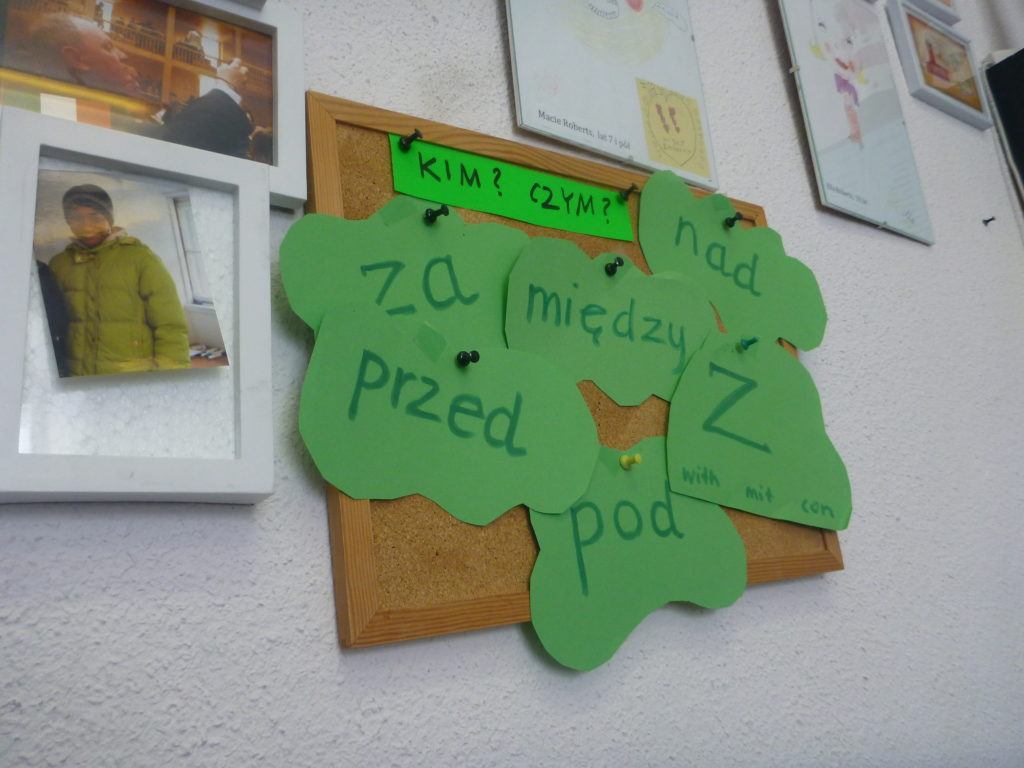 Macie Roberts, lat 7 i pół
KIM? CZYM?
nad
za
między
przed
z
with mit con
pod